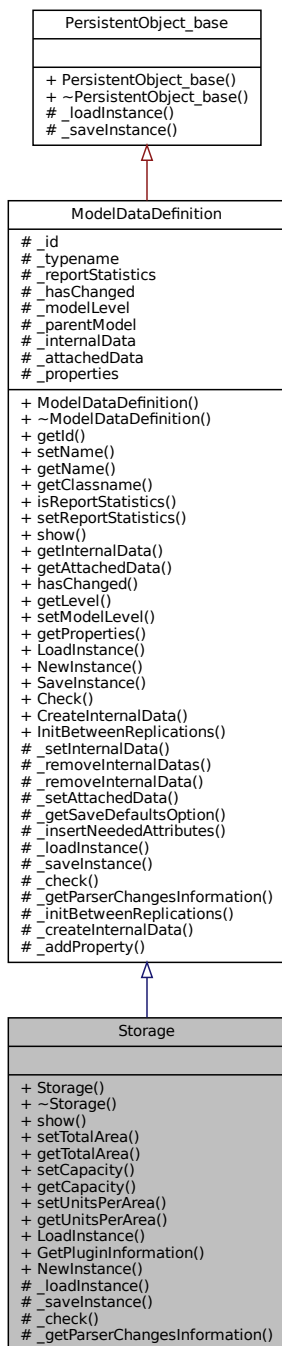 PersistentObject_base
+ PersistentObject_base()
+ ~PersistentObject_base()
# _loadInstance()
# _saveInstance()
ModelDataDefinition
# _id
# _typename
# _reportStatistics
# _hasChanged
# _modelLevel
# _parentModel
# _internalData
# _attachedData
# _properties
+ ModelDataDefinition()
+ ~ModelDataDefinition()
+ getId()
+ setName()
+ getName()
+ getClassname()
+ isReportStatistics()
+ setReportStatistics()
+ show()
+ getInternalData()
+ getAttachedData()
+ hasChanged()
+ getLevel()
+ setModelLevel()
+ getProperties()
+ LoadInstance()
+ NewInstance()
+ SaveInstance()
+ Check()
+ CreateInternalData()
+ InitBetweenReplications()
# _setInternalData()
# _removeInternalDatas()
# _removeInternalData()
# _setAttachedData()
# _getSaveDefaultsOption()
# _insertNeededAttributes()
# _loadInstance()
# _saveInstance()
# _check()
# _getParserChangesInformation()
# _initBetweenReplications()
# _createInternalData()
# _addProperty()
Storage
+ Storage()
+ ~Storage()
+ show()
+ setTotalArea()
+ getTotalArea()
+ setCapacity()
+ getCapacity()
+ setUnitsPerArea()
+ getUnitsPerArea()
+ LoadInstance()
+ GetPluginInformation()
+ NewInstance()
# _loadInstance()
# _saveInstance()
# _check()
# _getParserChangesInformation()